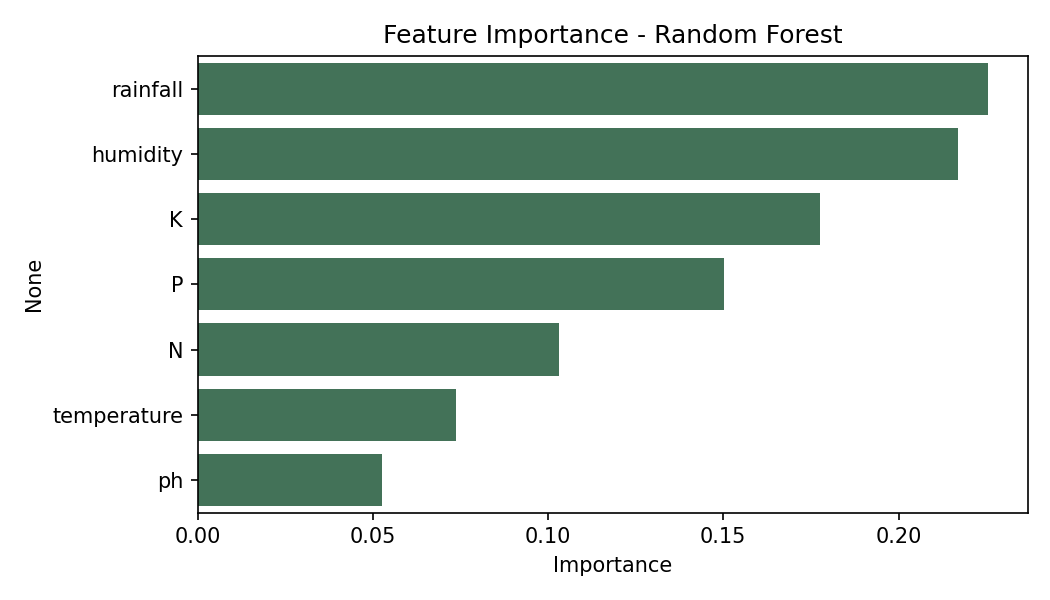 Feature Importance - Random Forest
rainfall
humidity
K
P
N
temperature
ph
None
0.00 0.05 0.10 0.15 0.20
Importance